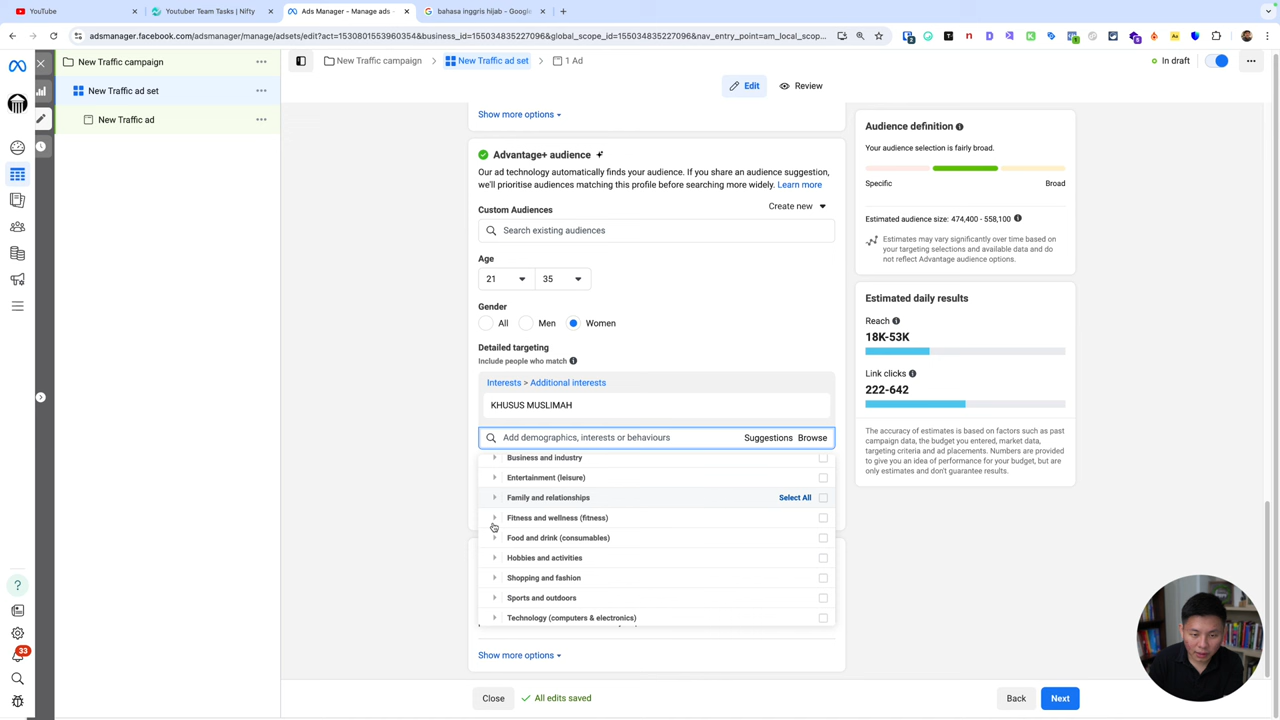 YouTube
Youtuber Team Tasks | Nifty
Ads Manager - Manage ads -
bahasa inggris hijab - Google
adsmanager.facebook.com/adsmanager/manage/assets/edit?act=1530801553960354&business_id=155034835227096&global_scope_id=155034835227096&nav_entry_point=am_local_scop...
New Traffic campaign
New Traffic ad set
New Traffic ad
33
New Traffic campaign
New Traffic ad set
1 Ad
In draft
Edit
Review
Show more options
Advantage+ audience
Our ad technology automatically finds your audience. If you share an audience suggestion,
we'll prioritise audiences matching this profile before searching more widely. Learn more
Create new
Custom Audiences
Search existing audiences
Age
21
35
Gender
All
Men
Women
Detailed targeting
Include people who match
Interests > Additional interests
KHUSUS MUSLIMAH
Add demographics, interests or behaviours
Suggestions
Browse
Business and industry
Entertainment (leisure)
Family and relationships
Select All
Fitness and wellness (fitness)
Food and drink (consumables)
Hobbies and activities
Shopping and fashion
Sports and outdoors
Technology (computers & electronics)
Show more options
Close
All edits saved
Back
Next
Audience definition
Your audience selection is fairly broad.
Specific
Broad
Estimated audience size: 474,400 - 558,100
Estimates may vary significantly over time based on
your targeting selections and available data and do
not reflect Advantage audience options.
Estimated daily results
Reach
18K-53K
Link clicks
222-642
The accuracy of estimates is based on factors such as past
campaign data, the budget you entered, market data,
targeting criteria and ad placements. Numbers are
provided to give you an idea of performance for your budget, but are
only estimates and don't guarantee results.